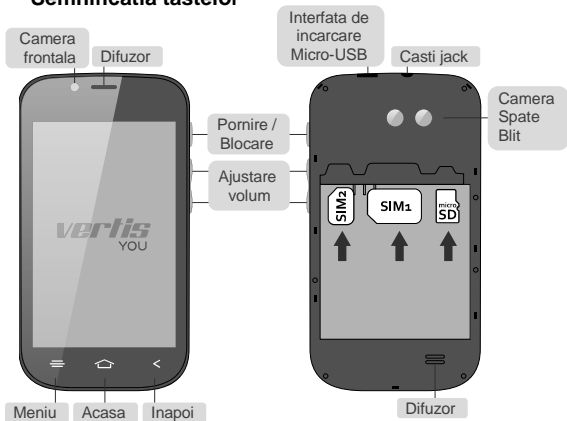 Semnificatia tastelor
Interfata de
incarcare
Micro-USB
Camera
frontala
Difuzor
Casti jack
Camera
Spate
Blit
Pornire /
Blocare
Ajustare
volum
SIM2
SIM1
micro
SD
vertis
YOU
Meniu
Acasa
Inapoi
Difuzor